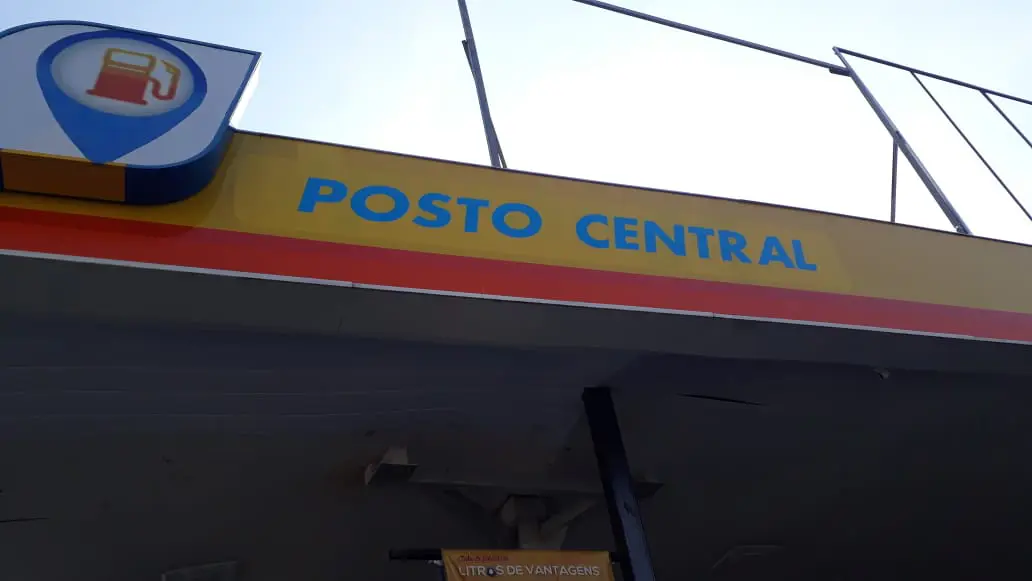 POSTO CENTRAL
LITROS DE VANTAGENS